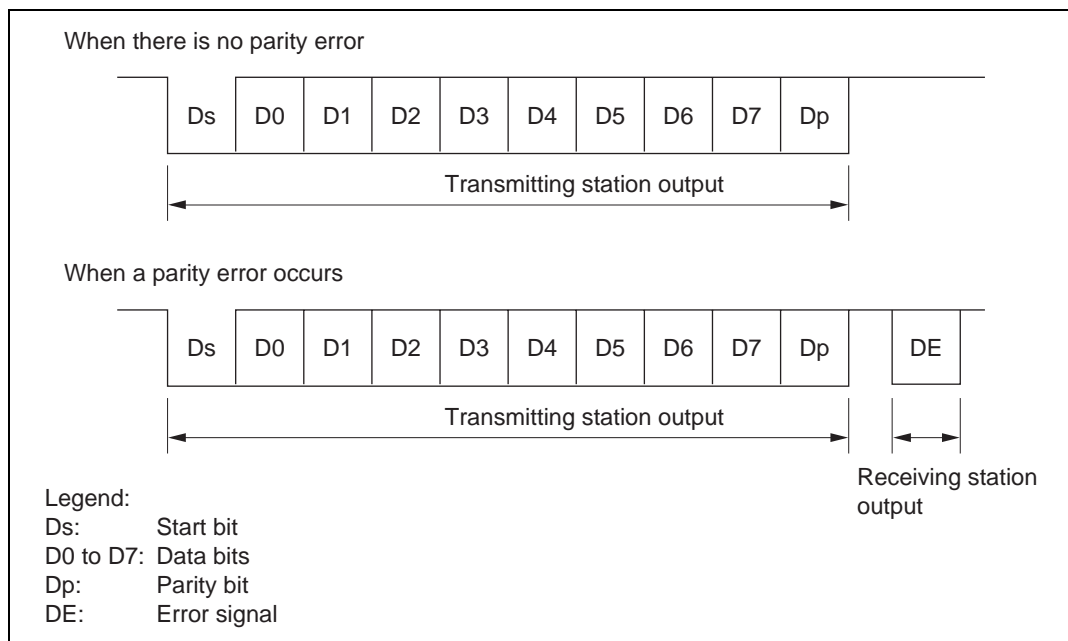 When there is no parity error
Ds D0 D1 D2 D3 D4 D5 D6 D7 Dp
Transmitting station output
When a parity error occurs
Ds D0 D1 D2 D3 D4 D5 D6 D7 Dp DE
Transmitting station output
Receiving station
output
Legend:
Ds: Start bit
D0 to D7: Data bits
Dp: Parity bit
DE: Error signal